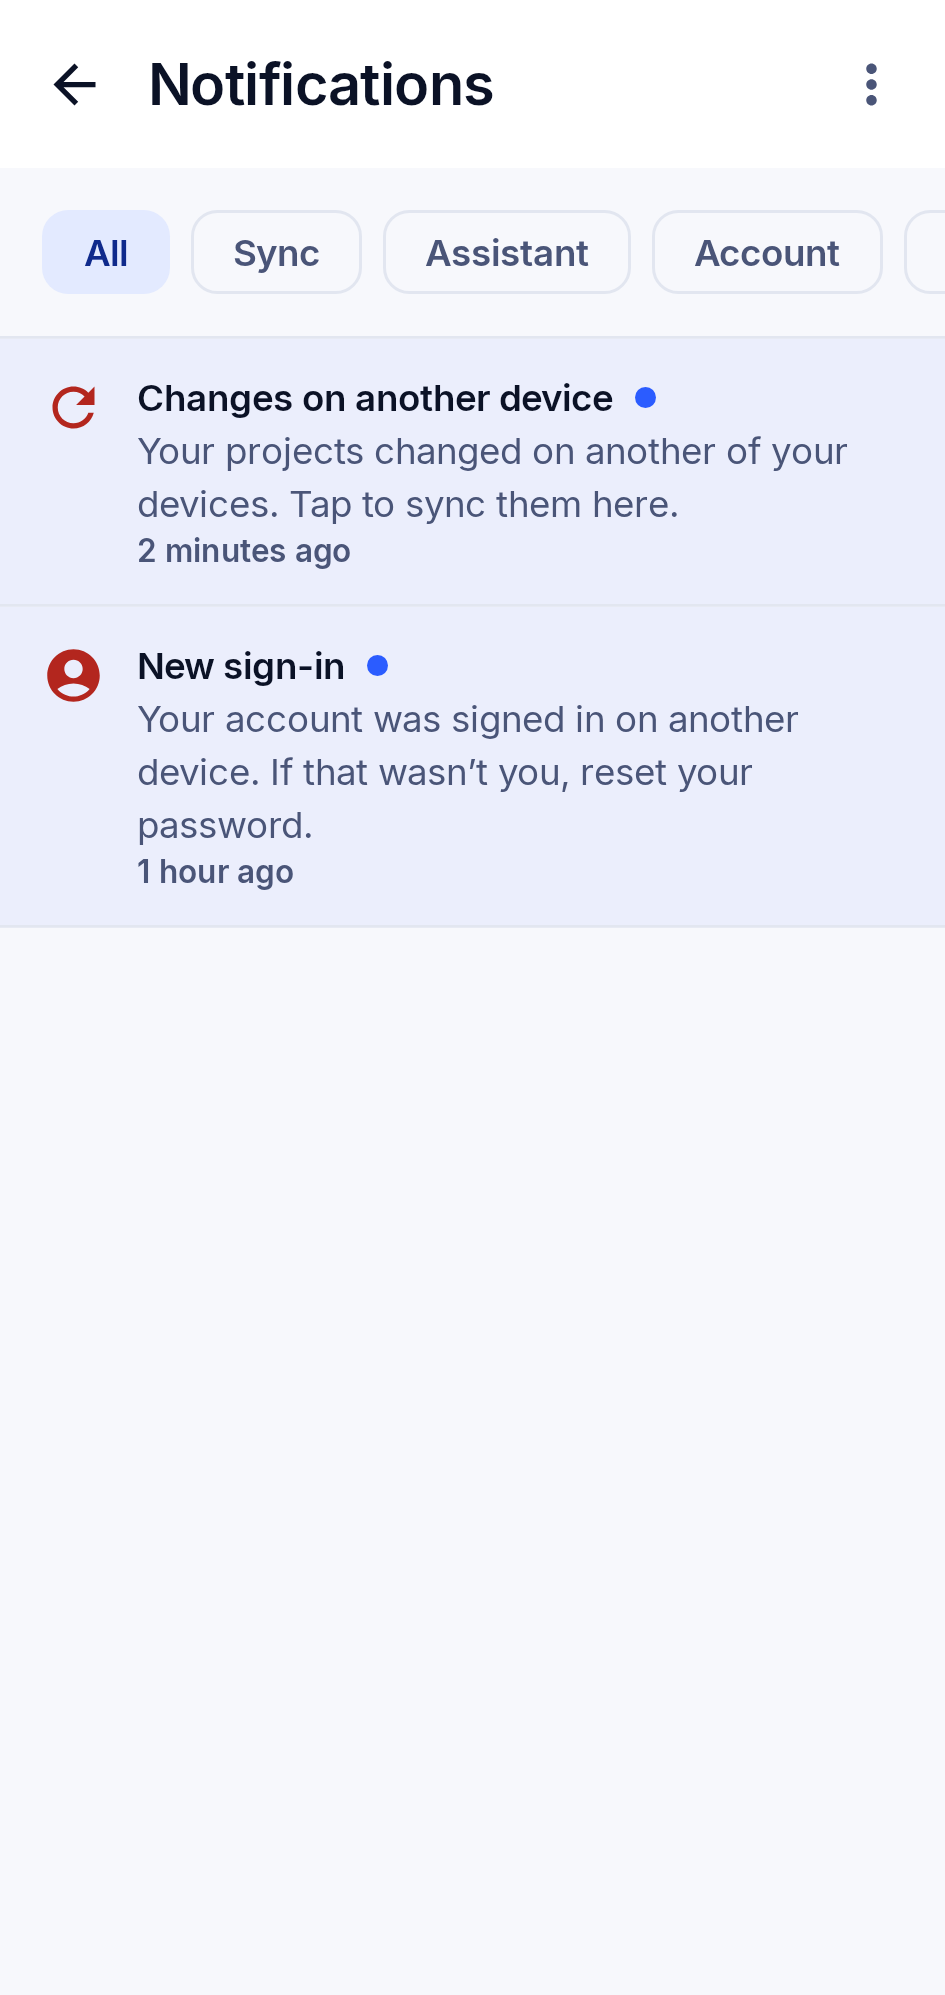 Notifications
All Sync Assistant Account
Changes on another device
Your projects changed on another of your
devices. Tap to sync them here.
2 minutes ago
New sign-in
Your account was signed in on another
device. If that wasn’t you, reset your
password.
1 hour ago